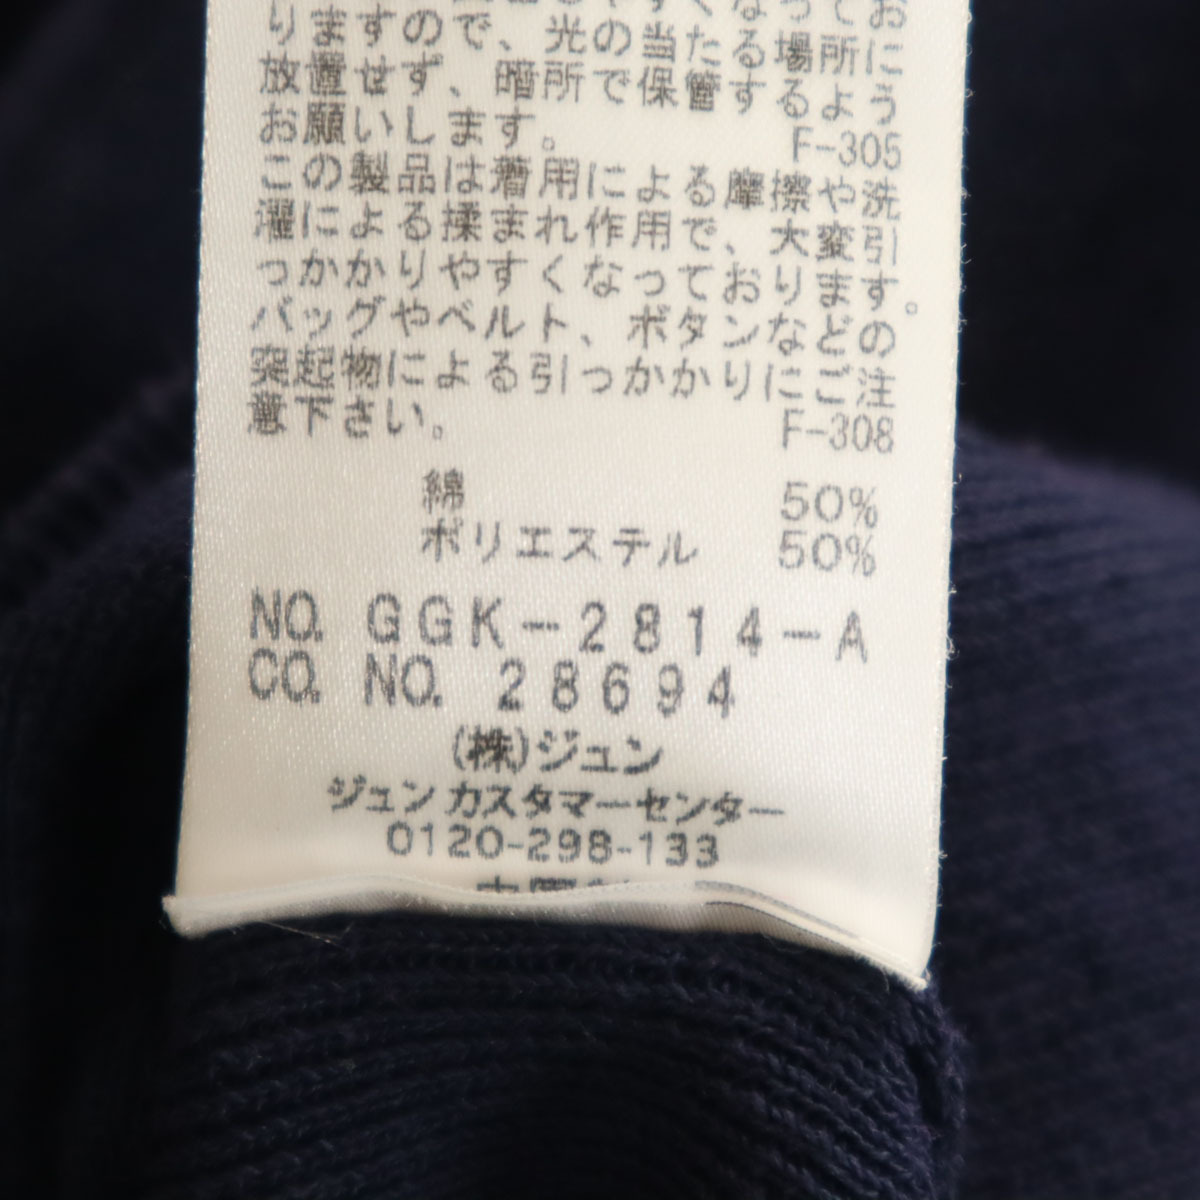 くなってお
りますので、光の当たる場所に
放置せず、暗所で保管するよう
お願いします。 F-305
この製品は着用による摩擦や洗
濯による揉まれ作用で、大変引
っかかりやすくなっております。
バッグやベルト、ボタンなどの
突起物による引っかかりにご注
意下さい。 F-308
綿 50%
ポリエステル 50%
NO. GGK-2814-A
CO. NO. 28694
(株)ジュン
ジュン カスタマーセンター
0120-298-133
中国